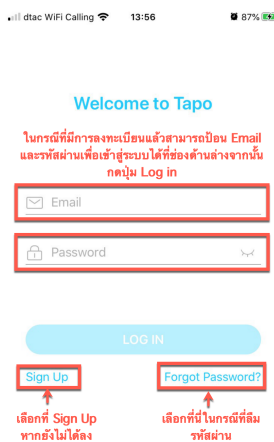 dtac WiFi Calling 13:56 87%
Welcome to Tapo
ในกรณีที่มีการลงทะเบียนแล้วสามารถป้อน Email
และรหัสผ่านเพื่อเข้าสู่ระบบได้ที่ช่องด้านล่างจากนั้น
กดปุ่ม Log in
Email
Password
LOG IN
Sign Up Forgot Password?
เลือกที่ Sign Up เลือกที่นี่ในกรณีที่ลืม
หากยังไม่ได้ลง รหัสผ่าน